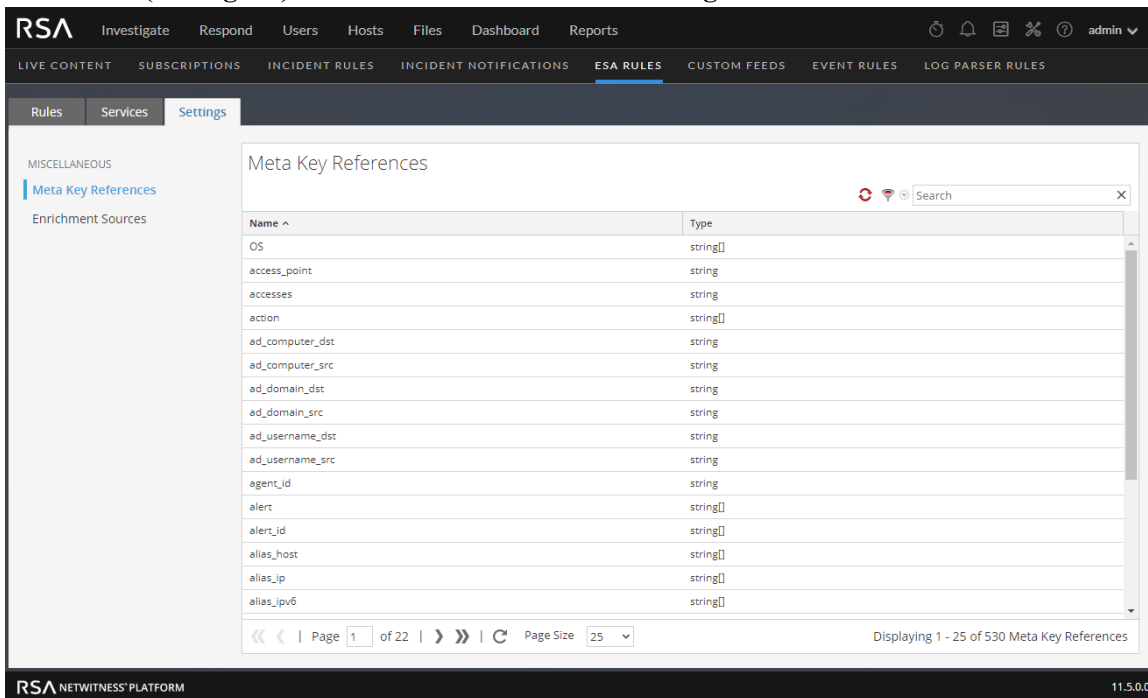 RSA Investigate Respond Users Hosts Files Dashboard Reports admin
LIVE CONTENT SUBSCRIPTIONS INCIDENT RULES INCIDENT NOTIFICATIONS ESA RULES CUSTOM FEEDS EVENT RULES LOG PARSER RULES
Rules Services Settings
MISCELLANEOUS
Meta Key References
Enrichment Sources
Meta Key References
Search
Name Type
OS string[]
access_point string
accesses string
action string[]
ad_computer_dst string
ad_computer_src string
ad_domain_dst string
ad_domain_src string
ad_username_dst string
ad_username_src string
agent_id string
alert string[]
alert_id string[]
alias_host string[]
alias_ip string[]
alias_ipv6 string[]
| Page 1 of 22 | | Page Size 25 Displaying 1 - 25 of 530 Meta Key References
RSA NETWITNESS® PLATFORM 11.5.0.0